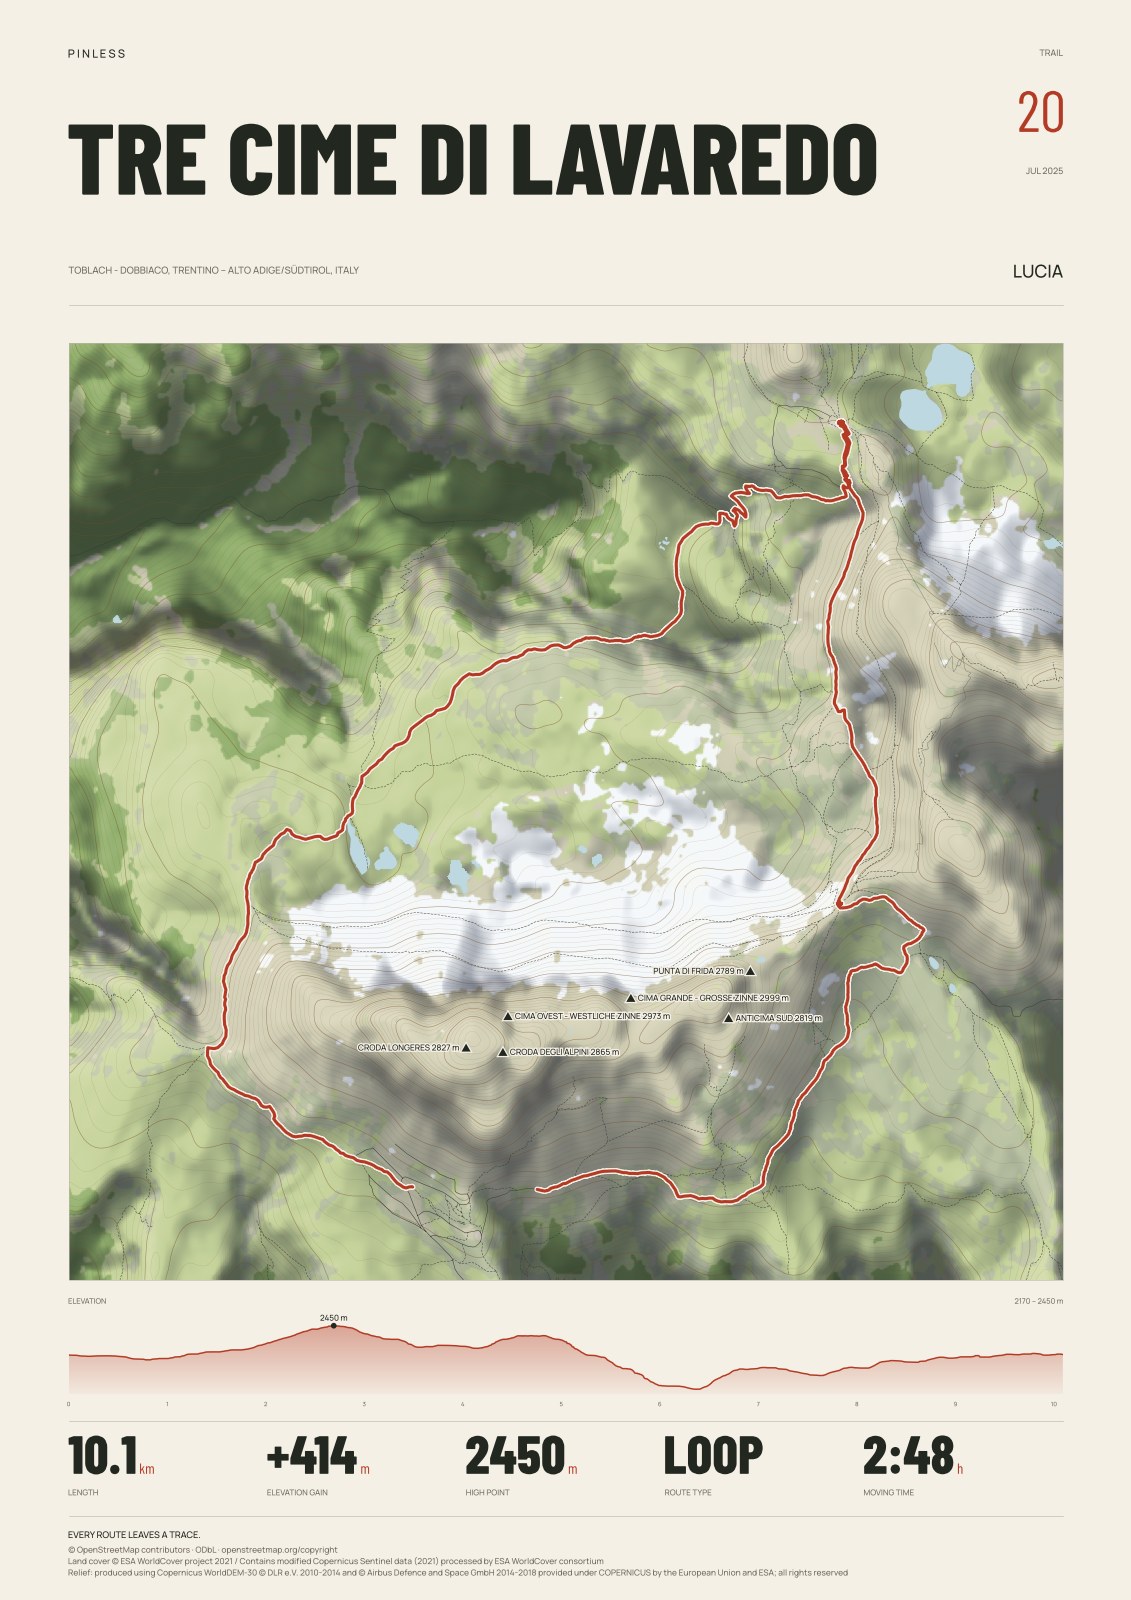 PINLESS
TRAIL
20
TRE CIME DI LAVAREDO
JUL 2025
TOBLACH - DOBBIACO, TRENTINO – ALTO ADIGE/SÜDTIROL, ITALY
LUCIA
PUNTA DI FRIDA 2789 m
CIMA GRANDE - GROSSE ZINNE 2999 m
CIMA OVEST - WESTLICHE ZINNE 2973 m
ANTICIMA SUD 2819 m
CRODA LONGERES 2827 m
CRODA DEGLI ALPINI 2865 m
ELEVATION
2170 – 2450 m
2450 m
0 1 2 3 4 5 6 7 8 9 10
10.1 km
+414 m
2450 m
LOOP
2:48 h
LENGTH
ELEVATION GAIN
HIGH POINT
ROUTE TYPE
MOVING TIME
EVERY ROUTE LEAVES A TRACE.
© OpenStreetMap contributors · ODbL · openstreetmap.org/copyright
Land cover © ESA WorldCover project 2021 / Contains modified Copernicus Sentinel data (2021) processed by ESA WorldCover consortium
Relief: produced using Copernicus WorldDEM-30 © DLR e.V. 2010-2014 and © Airbus Defence and Space GmbH 2014-2018 provided under COPERNICUS by the European Union and ESA; all rights reserved